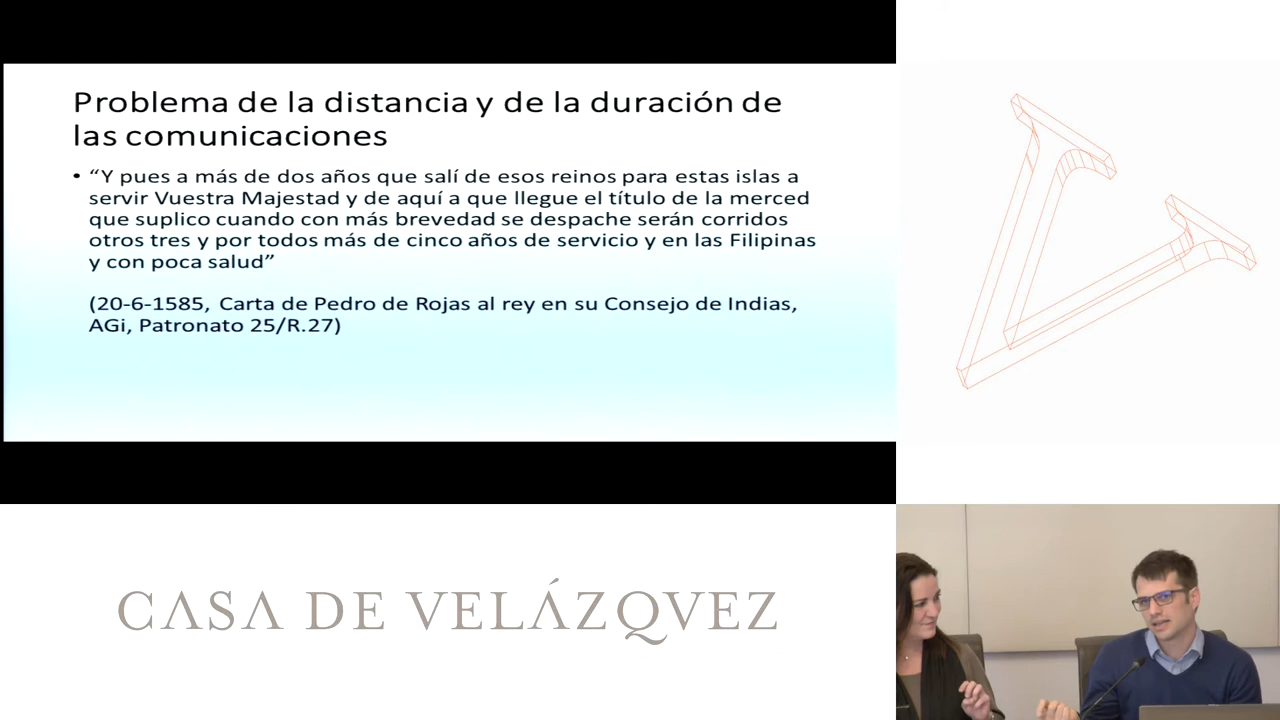 Problema de la distancia y de la duración de
las comunicaciones
• “Y pues a más de dos años que salí de esos reinos para estas islas a
servir Vuestra Majestad y de aquí a que llegue el título de la merced
que suplico cuando con más brevedad se despache serán corridos
otros tres y por todos más de cinco años de servicio y en las Filipinas
y con poca salud”
(20-6-1585, Carta de Pedro de Rojas al rey en su Consejo de Indias,
AGi, Patronato 25/R.27)
CASA DE VELÁZQVEZ